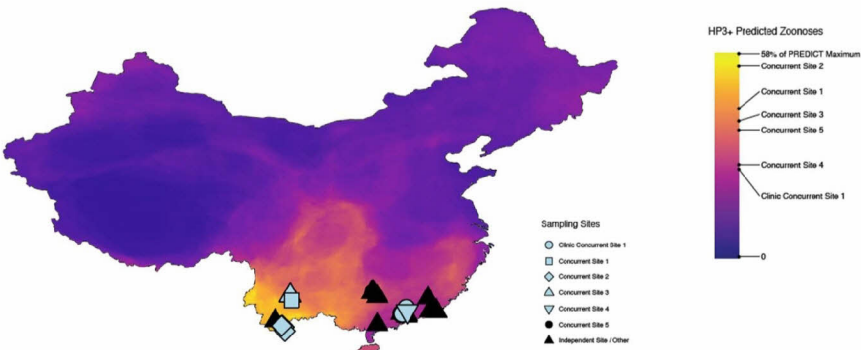 HP3+ Predicted Zoonoses
58% of PREDICT Maximum
Concurrent Site 2
Concurrent Site 1
Concurrent Site 3
Concurrent Site 5
Concurrent Site 4
Clinic Concurrent Site 1
0
Sampling Sites
Clinic Concurrent Site 1
Concurrent Site 1
Concurrent Site 2
Concurrent Site 3
Concurrent Site 4
Concurrent Site 5
Independent Site / Other